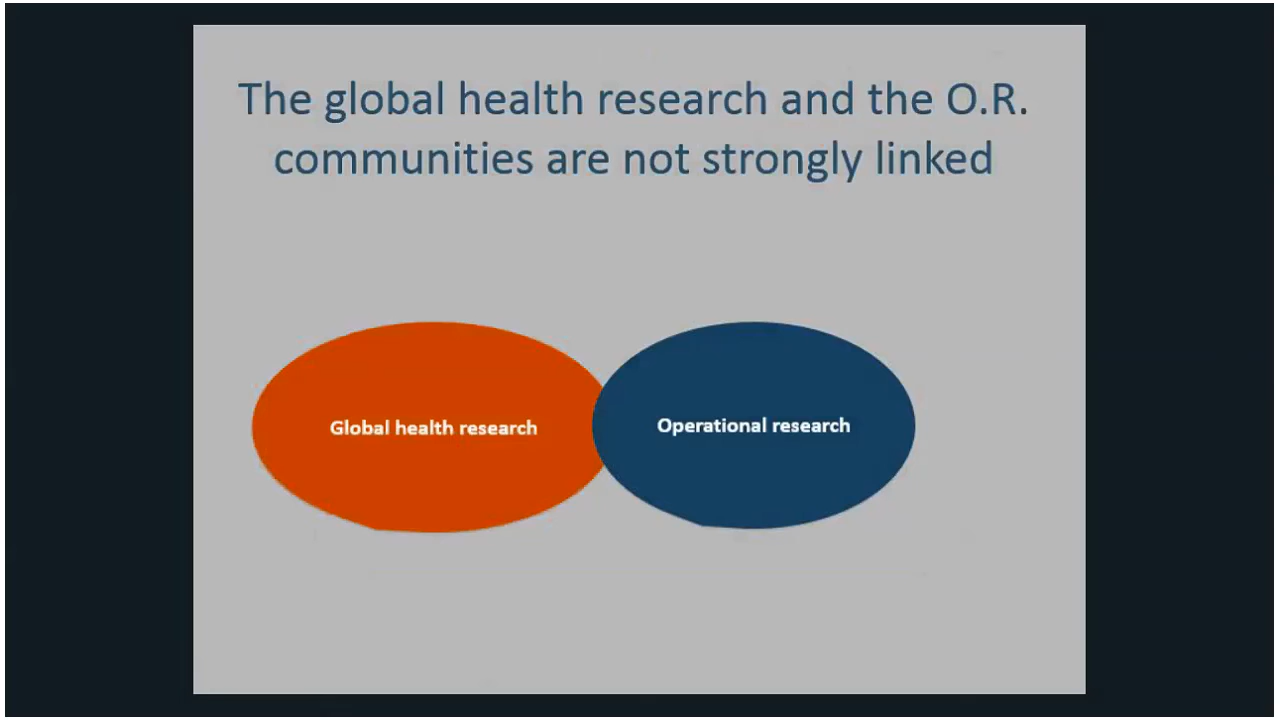 The global health research and the O.R.
communities are not strongly linked
Global health research
Operational research